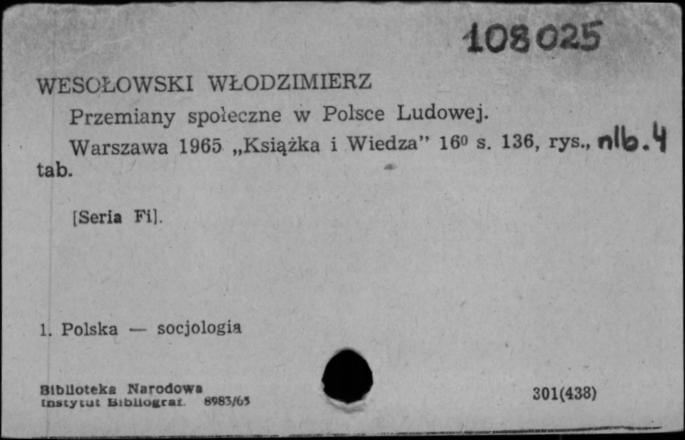 108025
WESOŁOWSKI WŁODZIMIERZ
Przemiany społeczne w Polsce Ludowej.
Warszawa 1965 „Książka i Wiedza” 16⁰ s. 136, rys., nlb. 4
tab.
[Seria Fi].
1. Polska — socjologia
Biblioteka Narodowa
Instytut Bibliograf. 8983/65
301(438)